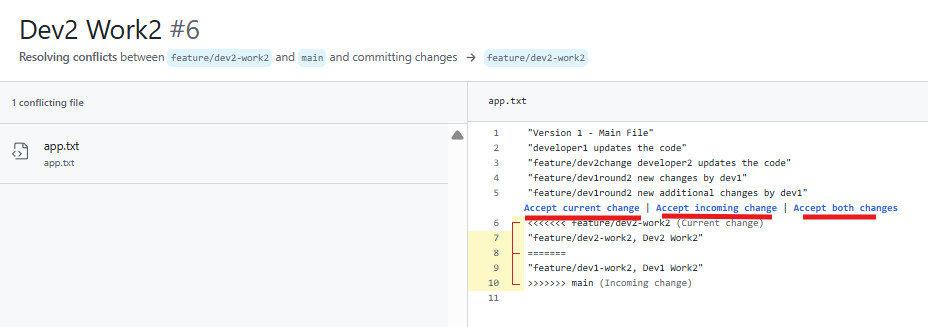 Dev2 Work2 #6
Resolving conflicts between feature/dev2-work2 and main and committing changes → feature/dev2-work2
1 conflicting file
app.txt
app.txt
app.txt
1 "Version 1 - Main File"
2 "developer1 updates the code"
3 "feature/dev2change developer2 updates the code"
4 "feature/dev1round2 new changes by dev1"
5 "feature/dev1round2 new additional changes by dev1"
Accept current change | Accept incoming change | Accept both changes
6 <<<<<<< feature/dev2-work2 (Current change)
7 "feature/dev2-work2, Dev2 Work2"
8 =======
9 "feature/dev1-work2, Dev1 Work2"
10 >>>>>>> main (Incoming change)
11